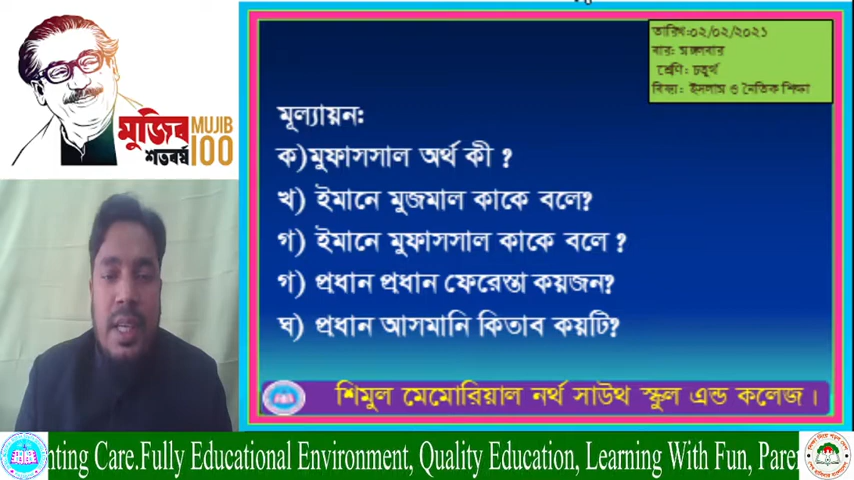 তারিখ:০২/০২/২০২১
বার: মঙ্গলবার
শ্রেণি: চতুর্থ
বিষয়: ইসলাম ও নৈতিক শিক্ষা
মুজিব
শতবর্ষ
MUJIB
100
মূল্যায়ন:
ক)মুফাসসাল অর্থ কী ?
খ) ইমানে মুজমাল কাকে বলে?
গ) ইমানে মুফাসসাল কাকে বলে ?
গ) প্রধান প্রধান ফেরেস্তা কয়জন?
ঘ) প্রধান আসমানি কিতাব কয়টি?
শিমুল মেমোরিয়াল নর্থ সাউথ স্কুল এন্ড কলেজ।
nting Care.Fully Educational Environment, Quality Education, Learning With Fun, Paren